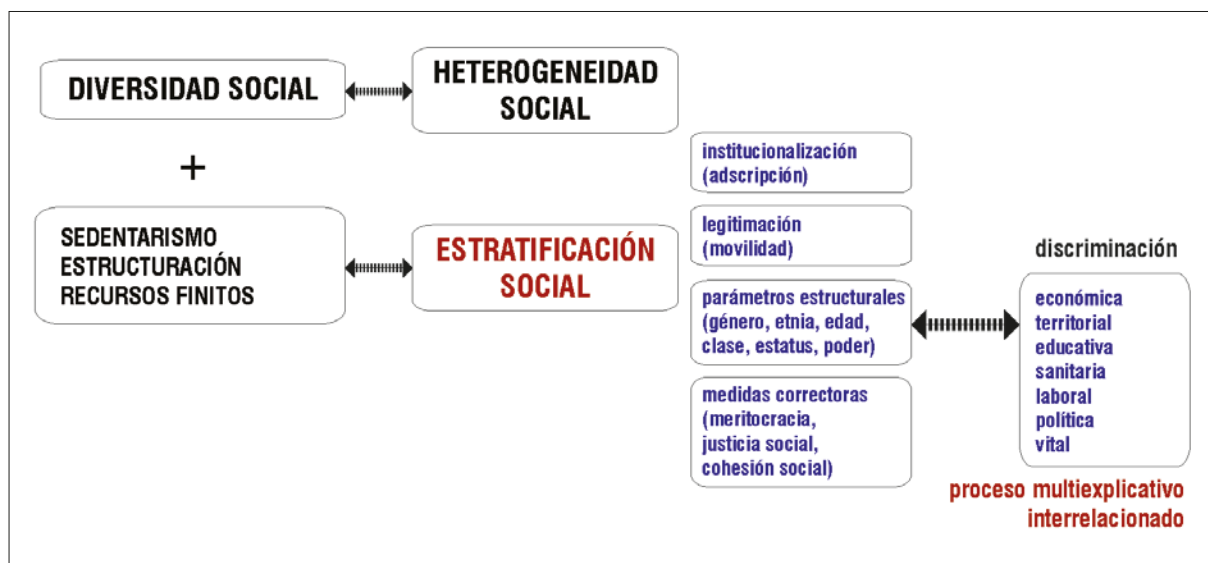 DIVERSIDAD SOCIAL
HETEROGENEIDAD
SOCIAL
+
SEDENTARISMO
ESTRUCTURACIÓN
RECURSOS FINITOS
ESTRATIFICACIÓN
SOCIAL
institucionalización
(adscripción)
legitimación
(movilidad)
parámetros estructurales
(género, etnia, edad,
clase, estatus, poder)
medidas correctoras
(meritocracia,
justicia social,
cohesión social)
discriminación
económica
territorial
educativa
sanitaria
laboral
política
vital
proceso multiexplicativo
interrelacionado